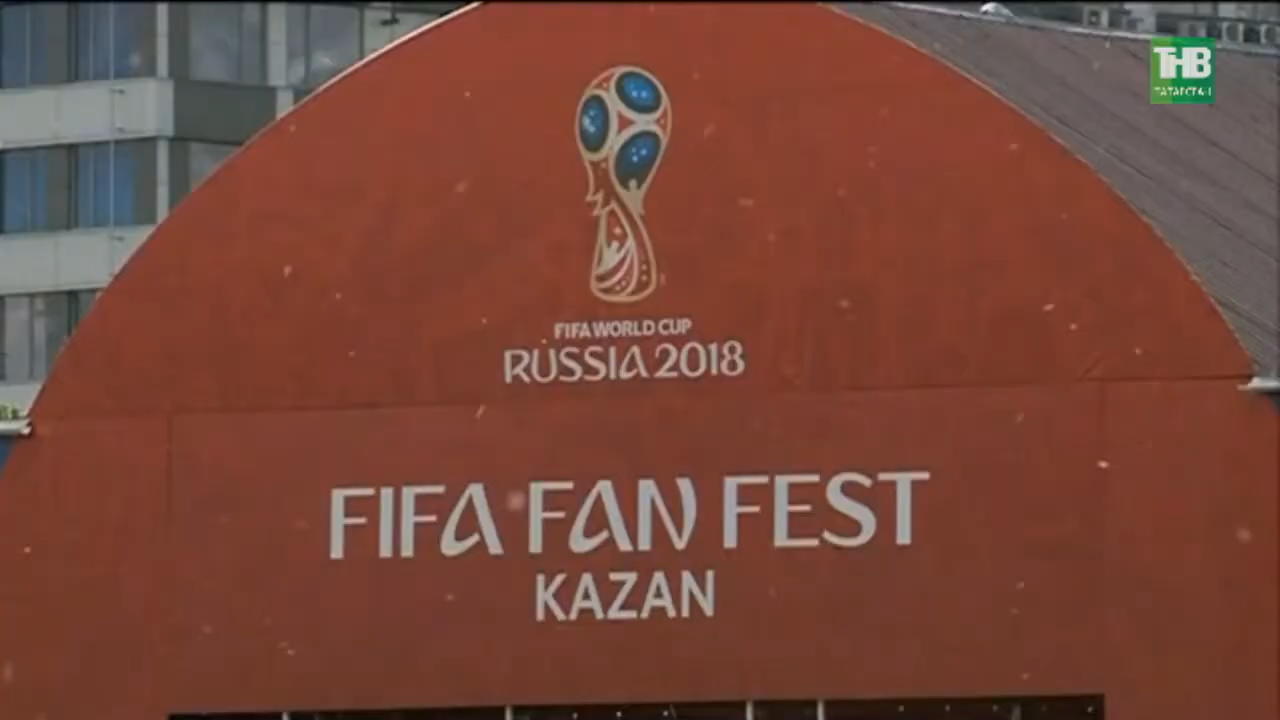 ТНВ
ТАТАРСТАН
FIFA WORLD CUP
RUSSIA 2018
FIFA FAN FEST
KAZAN